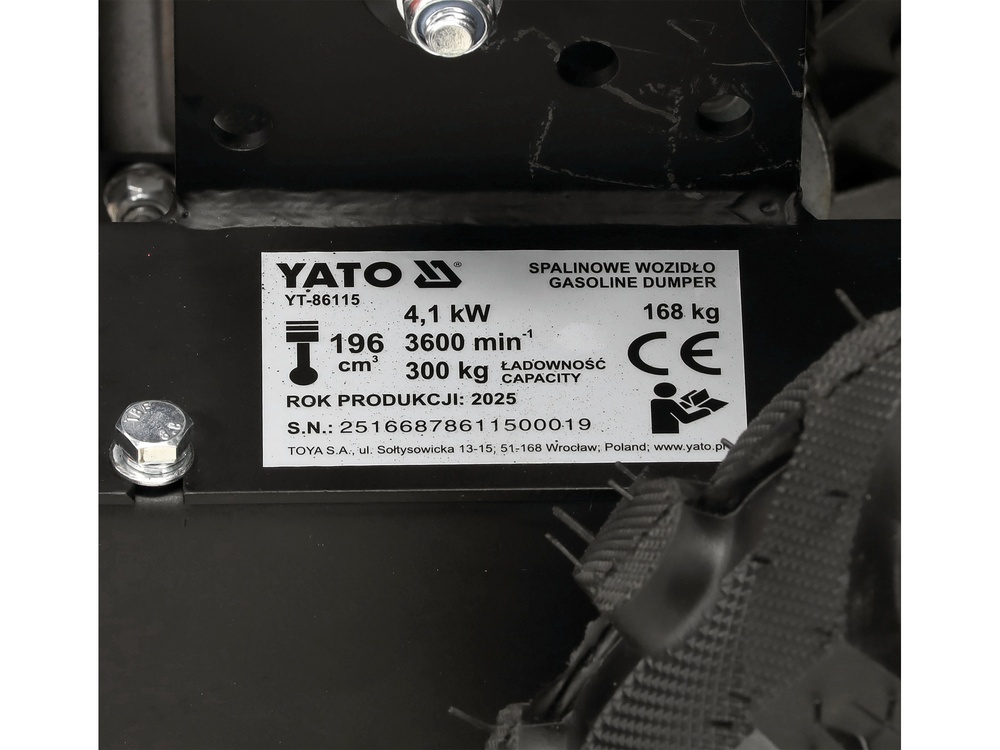 YATO ®
YT-86115
SPALINOWE WOZIDŁO
GASOLINE DUMPER
196 cm³
4,1 kW
3600 min⁻¹
300 kg ŁADOWNOŚĆ CAPACITY
168 kg
CE
ROK PRODUKCJI: 2025
S.N.: 25166878611500019
TOYA S.A., ul. Sołtysowicka 13-15; 51-168 Wrocław; Poland; www.yato.pl